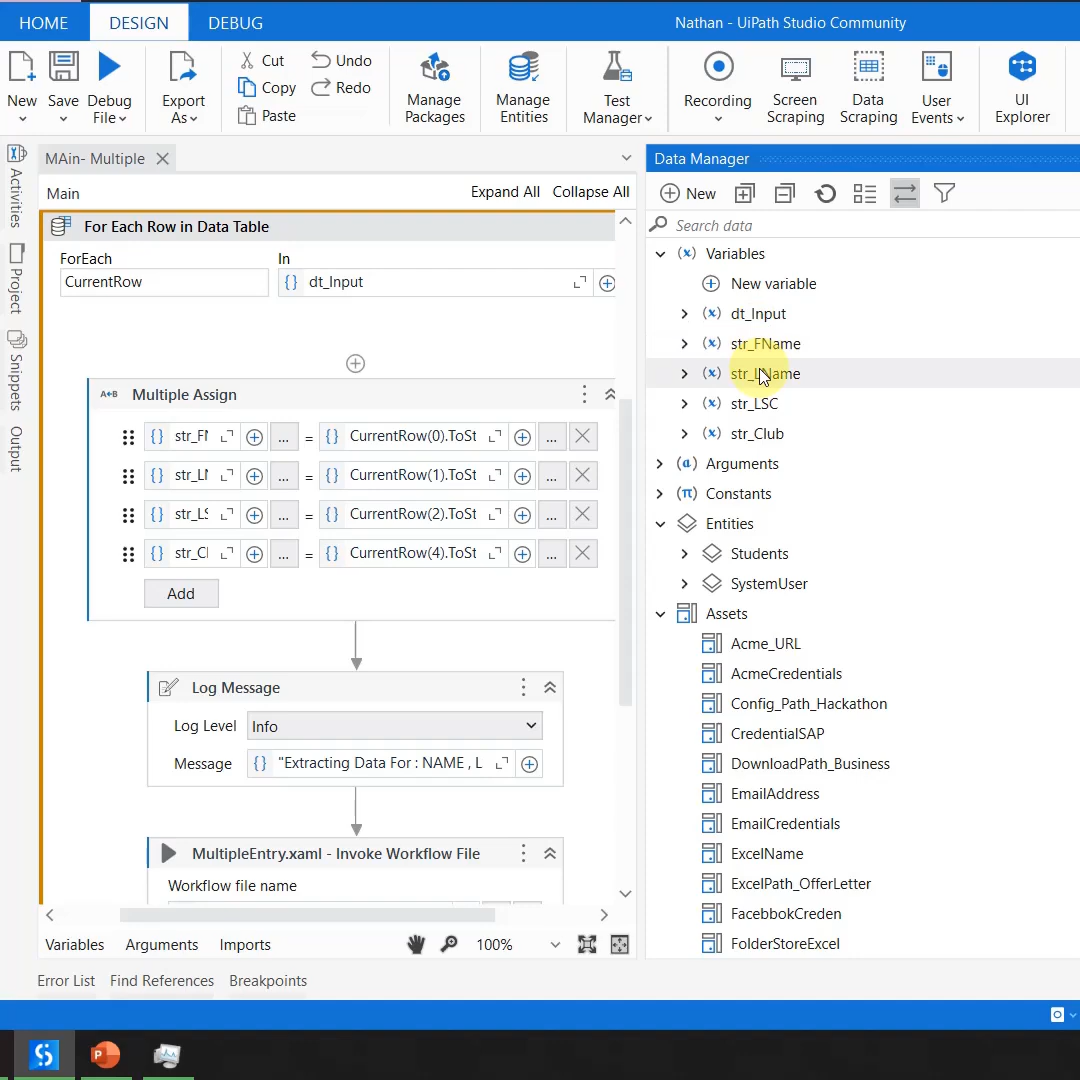 HOME DESIGN DEBUG Nathan - UiPath Studio Community
New Save Debug File Export As Cut Copy Paste Undo Redo Manage Packages Manage Entities Test Manager Recording Screen Scraping Data Scraping User Events UI Explorer
Activities
Project
Snippets
Output
MAin- Multiple
Main Expand All Collapse All
For Each Row in Data Table
ForEach In
CurrentRow {} dt_Input
A+B Multiple Assign
{} str_FN ... = {} CurrentRow(0).ToSt ...
{} str_LN ... = {} CurrentRow(1).ToSt ...
{} str_LS ... = {} CurrentRow(2).ToSt ...
{} str_Cl ... = {} CurrentRow(4).ToSt ...
Add
Log Message
Log Level Info
Message {} "Extracting Data For : NAME , L
MultipleEntry.xaml - Invoke Workflow File
Workflow file name
Variables Arguments Imports 100%
Error List Find References Breakpoints
Data Manager
New
Search data
(x) Variables
New variable
(x) dt_Input
(x) str_FName
(x) str_LName
(x) str_LSC
(x) str_Club
(a) Arguments
(π) Constants
Entities
Students
SystemUser
Assets
Acme_URL
AcmeCredentials
Config_Path_Hackathon
CredentialSAP
DownloadPath_Business
EmailAddress
EmailCredentials
ExcelName
ExcelPath_OfferLetter
FacebbokCreden
FolderStoreExcel